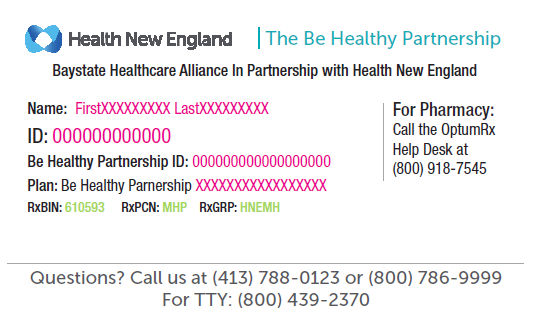 Health New England | The Be Healthy Partnership
Baystate Healthcare Alliance In Partnership with Health New England
Name: FirstXXXXXXXXX LastXXXXXXXXX
ID: 000000000000
Be Healthy Partnership ID: 000000000000000000
Plan: Be Healthy Parnership XXXXXXXXXXXXXXXXX
RxBIN: 610593 RxPCN: MHP RxGRP: HNEMH
For Pharmacy:
Call the OptumRx
Help Desk at
(800) 918-7545
Questions? Call us at (413) 788-0123 or (800) 786-9999
For TTY: (800) 439-2370